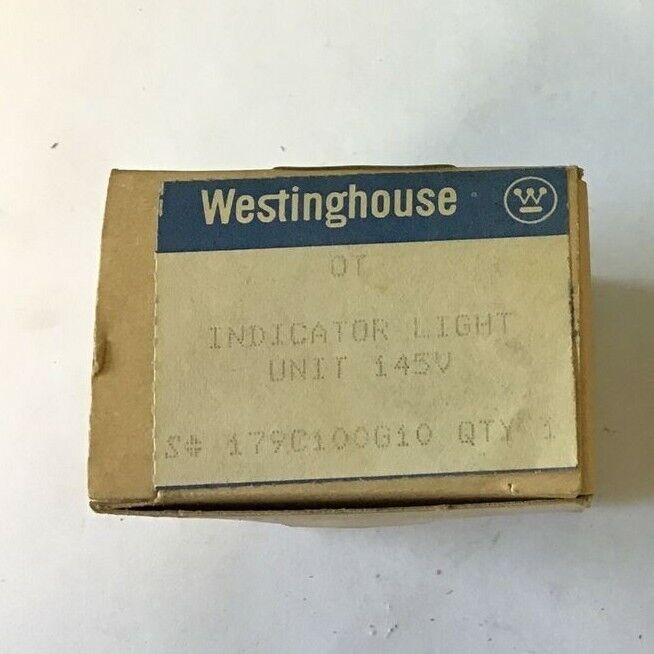 Westinghouse
OT
INDICATOR LIGHT
UNIT 145V
S# 179C100G10 QTY 1